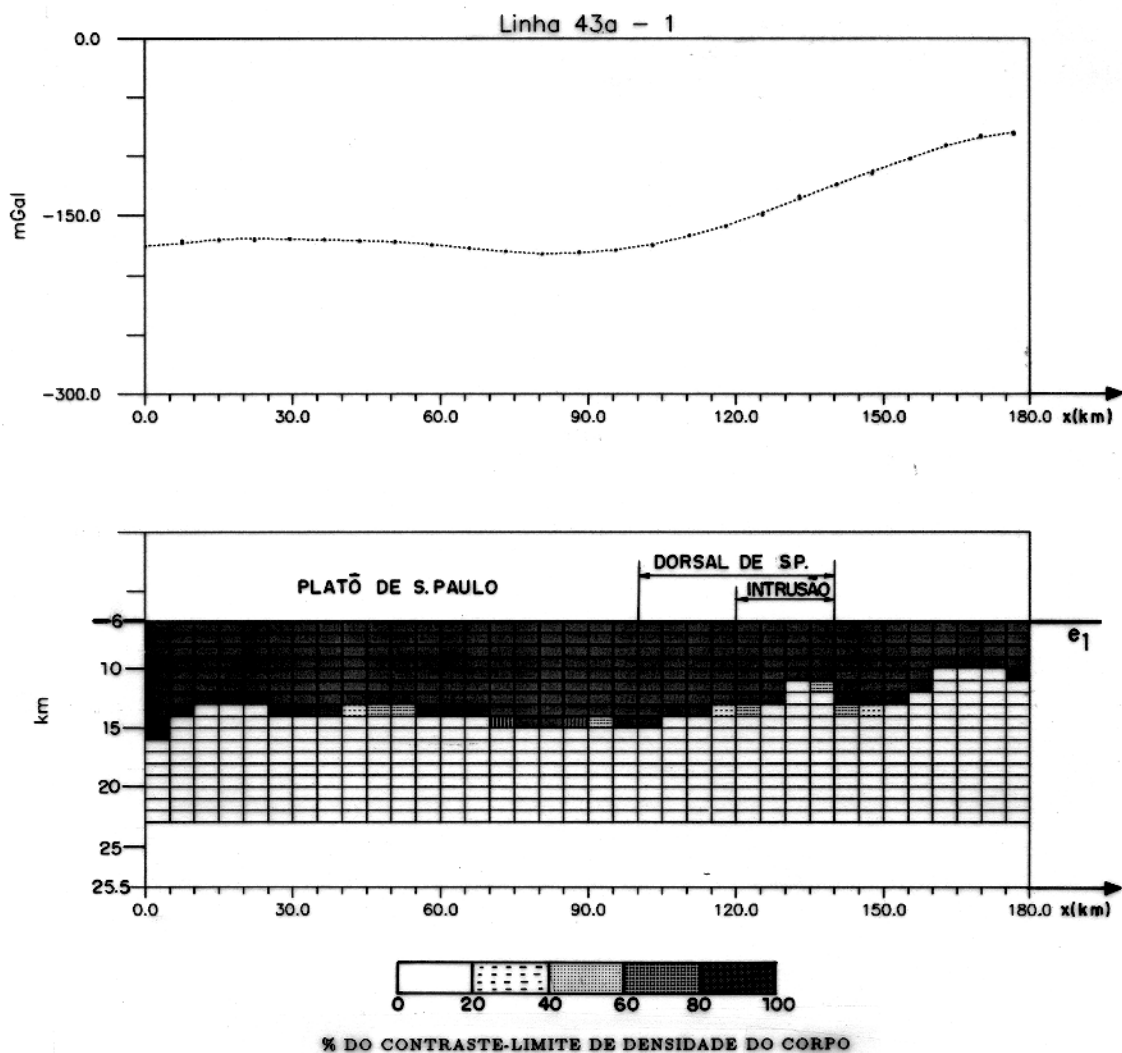 Linha 43a - 1
0.0
-150.0
-300.0
mGal
0.0 30.0 60.0 90.0 120.0 150.0 180.0 x(km)
PLATÔ DE S. PAULO
DORSAL DE S.P.
INTRUSÃO
6
e1
10
15
20
25
25.5
km
0.0 30.0 60.0 90.0 120.0 150.0 180.0 x(km)
0 20 40 60 80 100
% DO CONTRASTE-LIMITE DE DENSIDADE DO CORPO